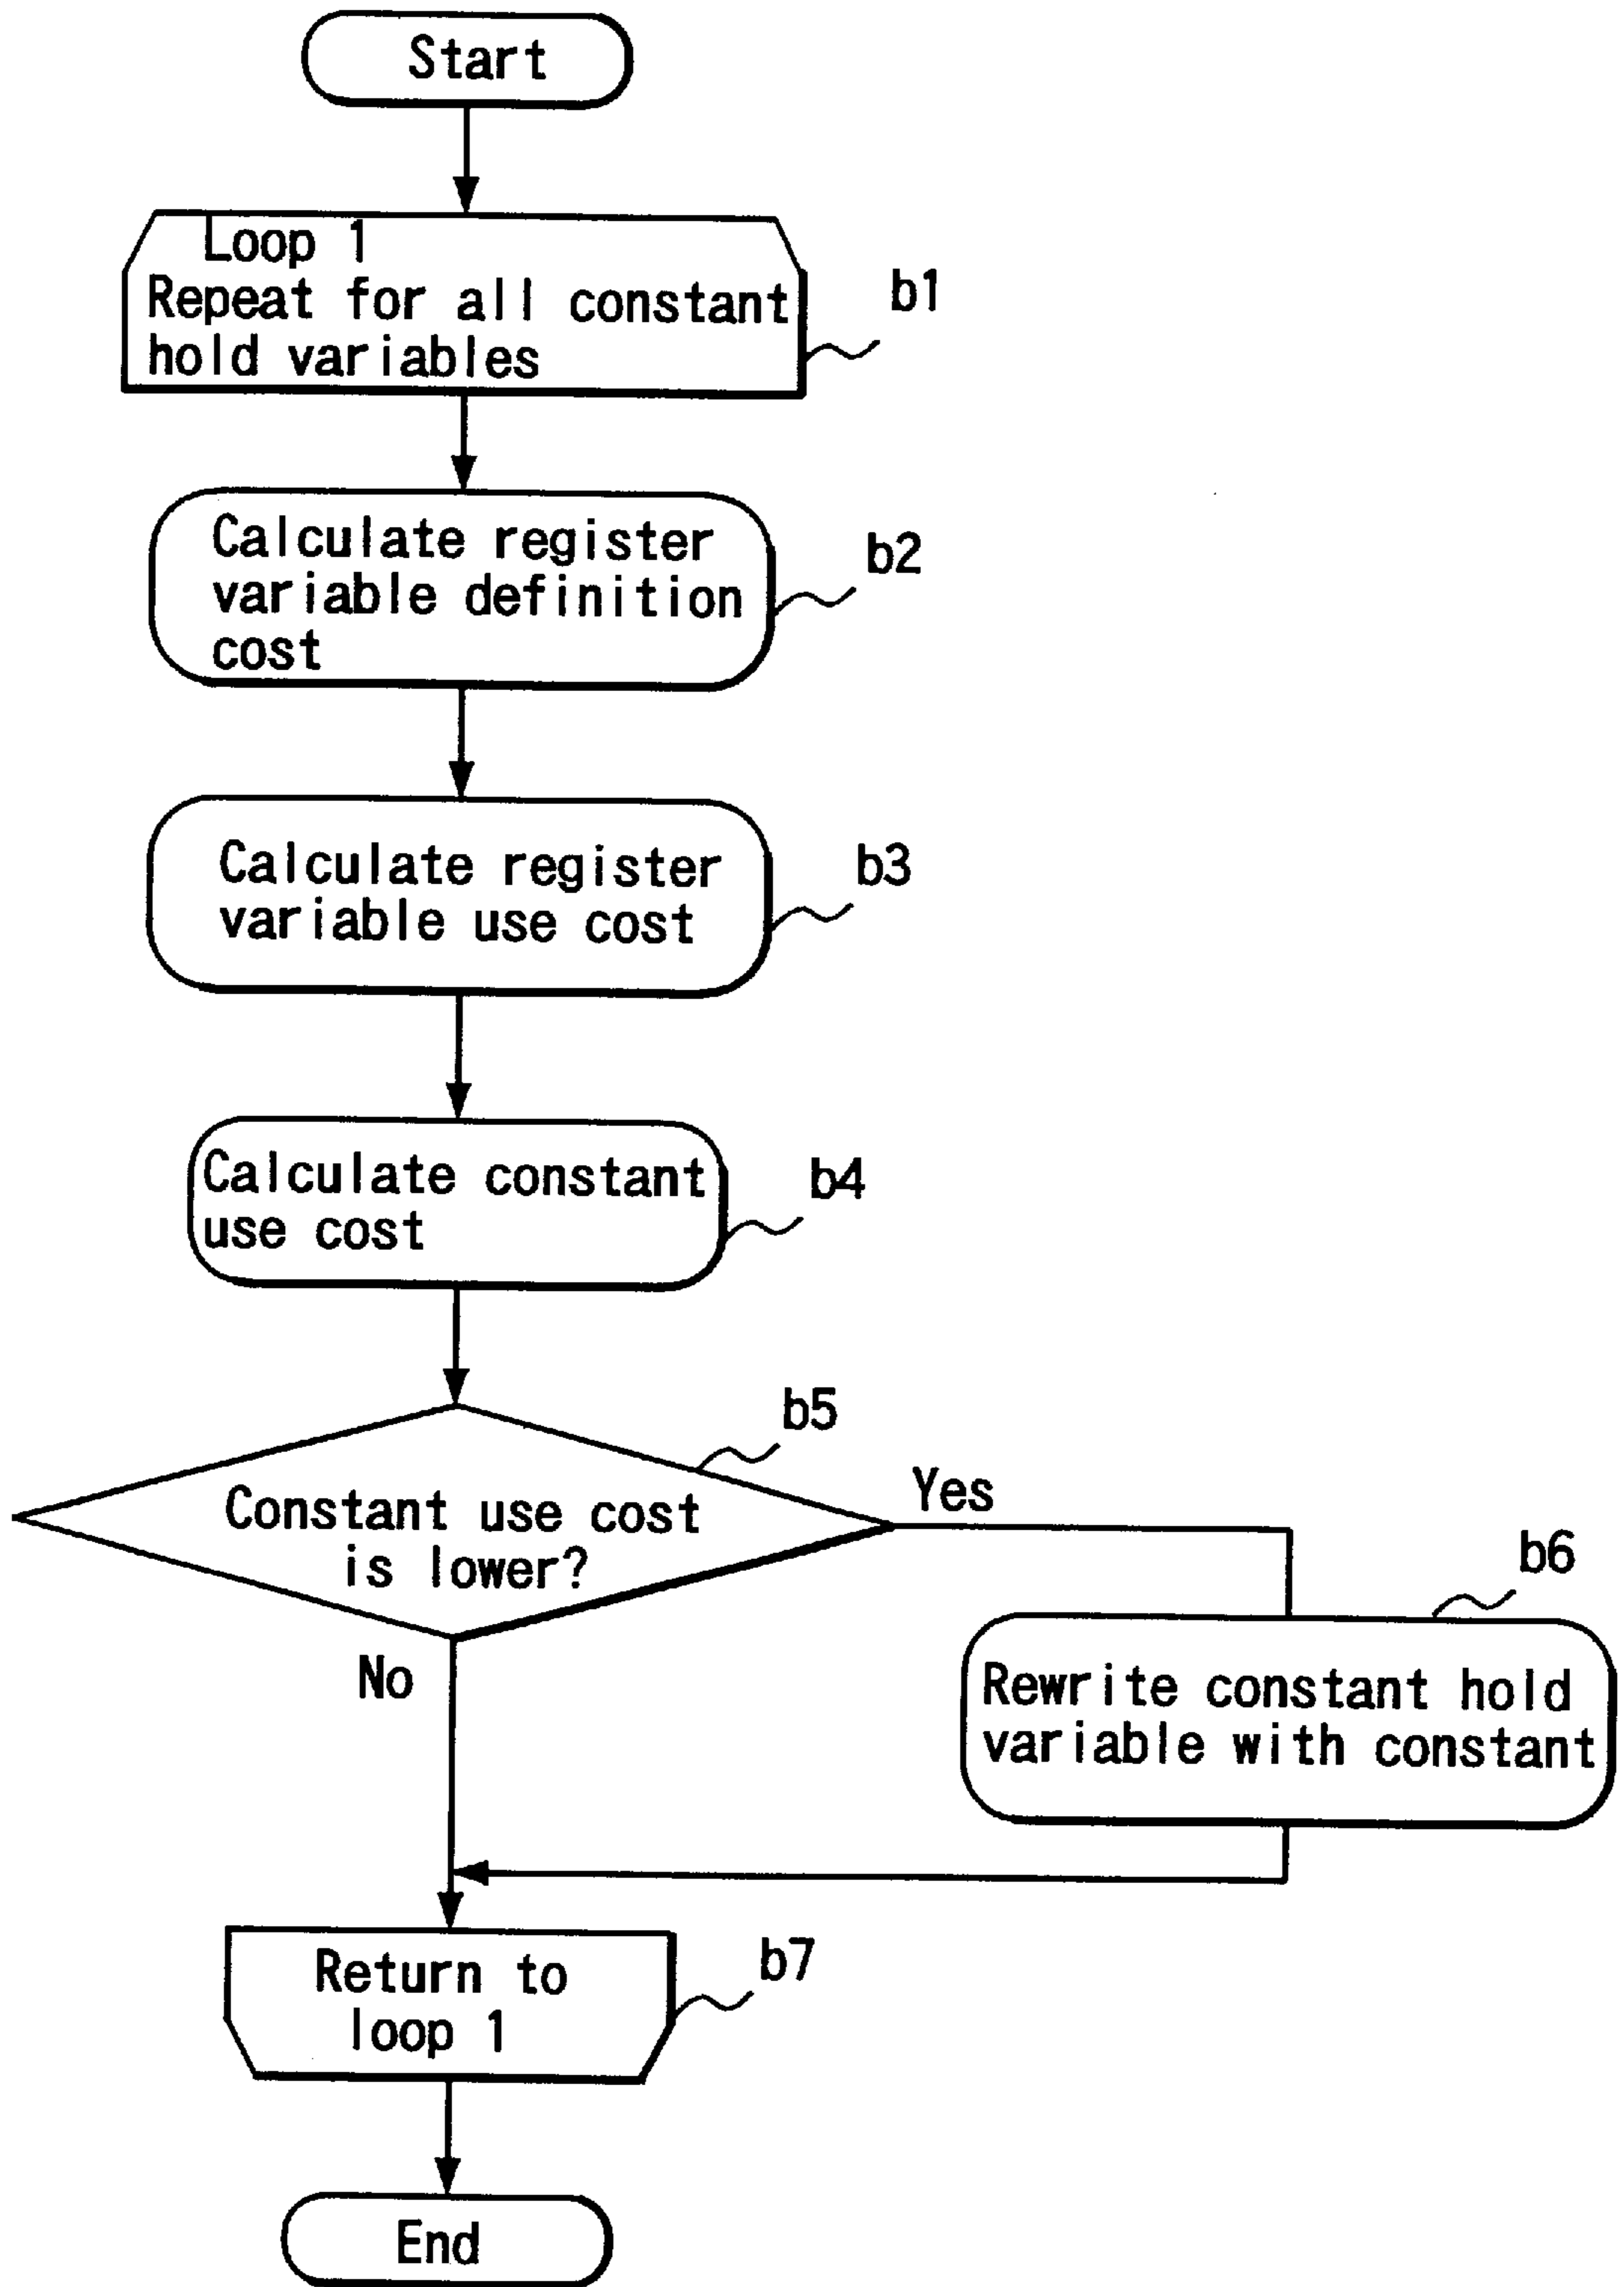 Start
Loop 1
Repeat for all constant
hold variables
b1
Calculate register
variable definition
cost
b2
Calculate register
variable use cost
b3
Calculate constant
use cost
b4
b5
Constant use cost
is lower?
Yes
No
b6
Rewrite constant hold
variable with constant
Return to
loop 1
b7
End